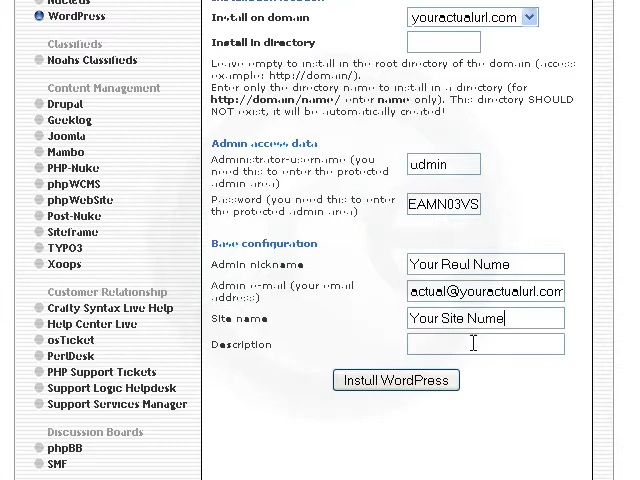 Nucleus
WordPress
Classifieds
Noahs Classifieds
Content Management
Drupal
Geeklog
Joomla
Mambo
PHP-Nuke
phpWCMS
phpWebSite
Post-Nuke
Siteframe
TYPO3
Xoops
Customer Relationship
Crafty Syntax Live Help
Help Center Live
osTicket
PerlDesk
PHP Support Tickets
Support Logic Helpdesk
Support Services Manager
Discussion Boards
phpBB
SMF
Installation location
Install on domain youractualurl.com
Install in directory
Leave empty to install in the root directory of the domain (access
example: http://domain/).
Enter only the directory name to install in a directory (for
http://domain/name/ enter name only). This directory SHOULD
NOT exist, it will be automatically created!
Admin access data
Administrator-username (you
need this to enter the protected
admin area)
admin
Password (you need this to enter
the protected admin area)
EAMN03VS
Base configuration
Admin nickname Your Real Name
Admin e-mail (your email
address)
actual@youractualurl.com
Site name Your Site Name
Description
Install WordPress